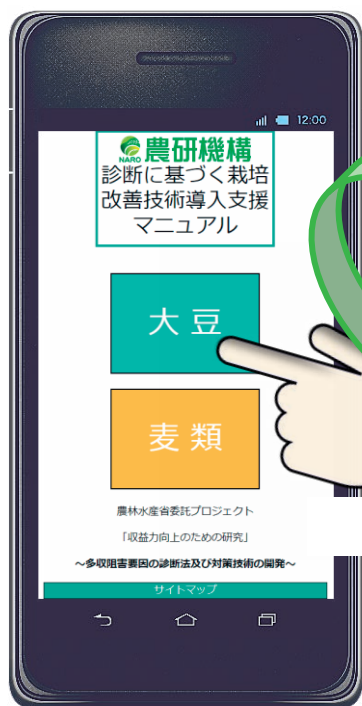 12:00
NARO 農研機構
診断に基づく栽培
改善技術導入支援
マニュアル
大豆
麦類
農林水産省委託プロジェクト
「収益力向上のための研究」
～多収阻害要因の診断法及び対策技術の開発～
サイトマップ